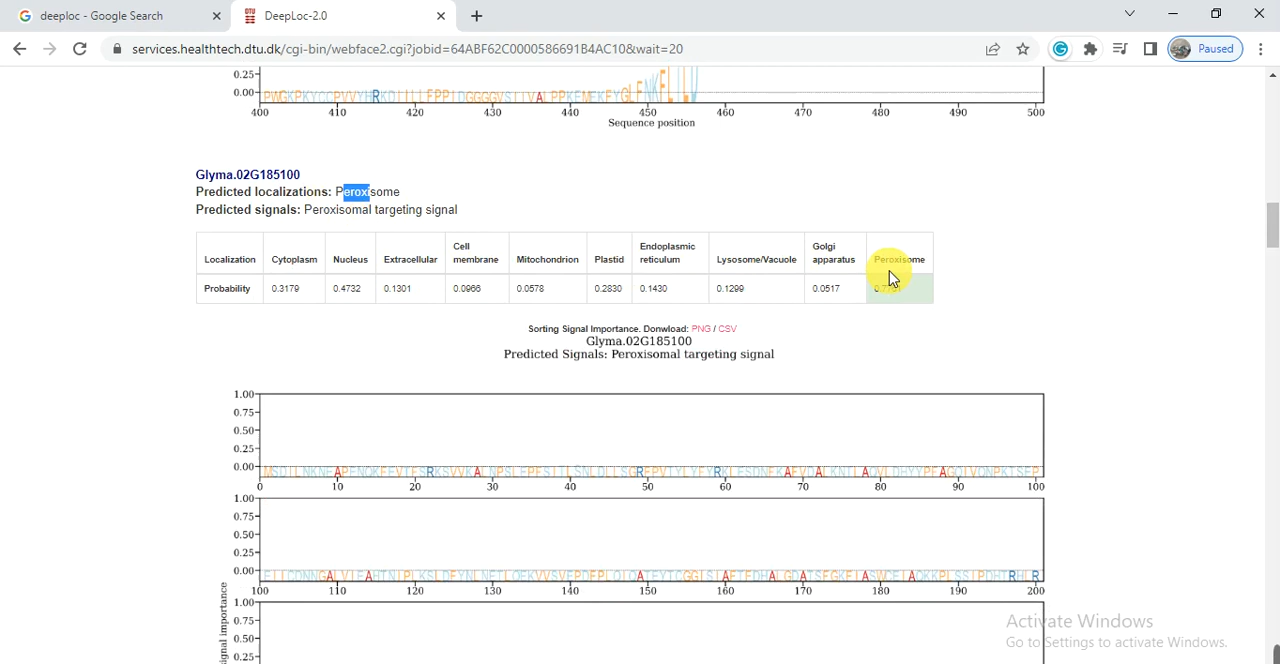 deeploc - Google Search
DeepLoc-2.0
services.healthtech.dtu.dk/cgi-bin/webface2.cgi?jobid=64ABF62C0000586691B4AC10&wait=20
Paused
0.25
0.00
400 410 420 430 440 450 460 470 480 490 500
Sequence position
Glyma.02G185100
Predicted localizations: Peroxisome
Predicted signals: Peroxisomal targeting signal
Localization Cytoplasm Nucleus Extracellular Cell membrane Mitochondrion Plastid Endoplasmic reticulum Lysosome/Vacuole Golgi apparatus Peroxisome
Probability 0.3179 0.4732 0.1301 0.0966 0.0578 0.2830 0.1430 0.1299 0.0517
Sorting Signal Importance. Donwload: PNG / CSV
Glyma.02G185100
Predicted Signals: Peroxisomal targeting signal
1.00
0.75
0.50
0.25
0.00
0 10 20 30 40 50 60 70 80 90 100
1.00
0.75
0.50
0.25
0.00
100 110 120 130 140 150 160 170 180 190 200
1.00
0.75
0.50
0.25
Activate Windows
Go to Settings to activate Windows.